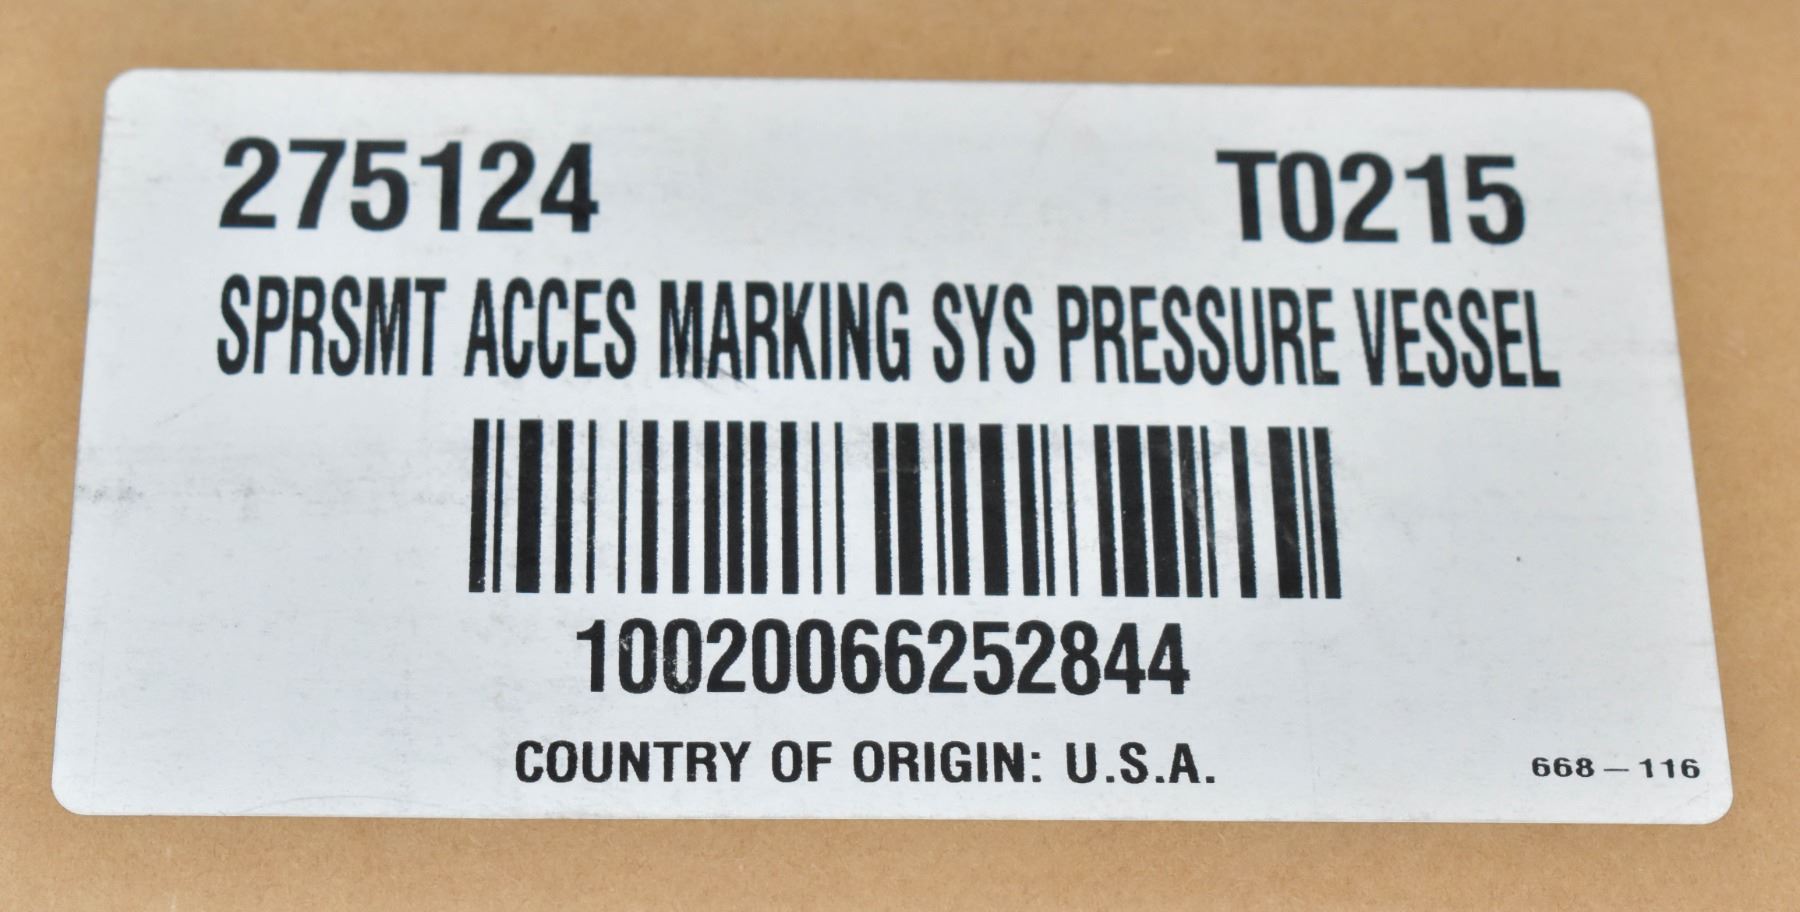 275124 T0215
SPRSMT ACCES MARKING SYS PRESSURE VESSEL
10020066252844
COUNTRY OF ORIGIN: U.S.A.
668-116